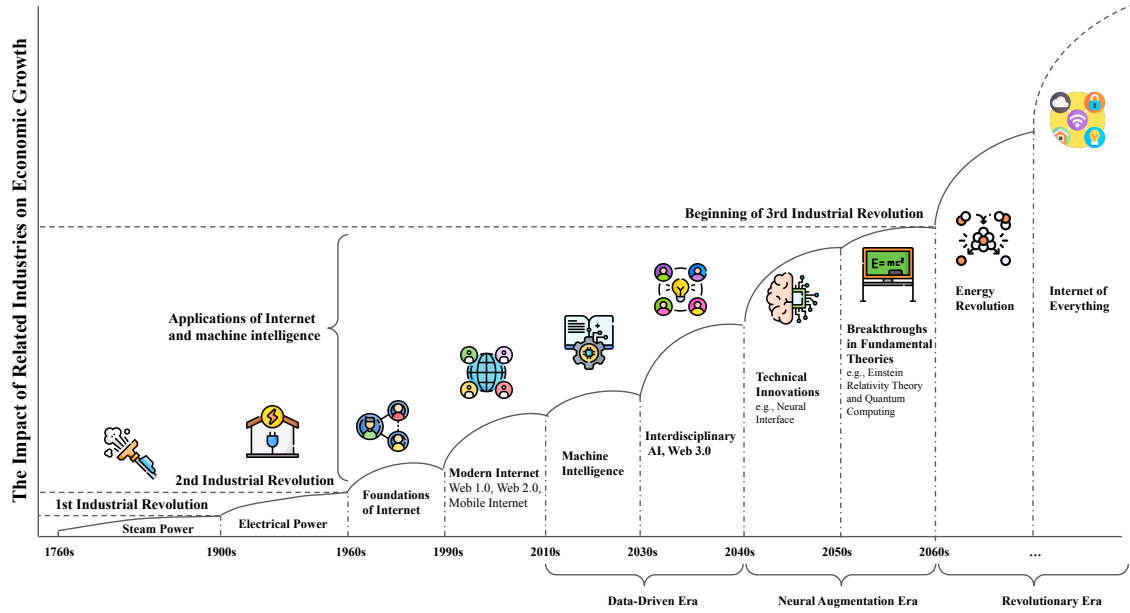 The Impact of Related Industries on Economic Growth
Beginning of 3rd Industrial Revolution
E=mc²
Energy
Revolution
Internet of
Everything
Applications of Internet
and machine intelligence
Breakthroughs
in Fundamental
Theories
e.g., Einstein
Relativity Theory
and Quantum
Computing
Technical
Innovations
e.g., Neural
Interface
Interdisciplinary
AI, Web 3.0
Machine
Intelligence
Modern Internet
Web 1.0, Web 2.0,
Mobile Internet
Foundations
of Internet
2nd Industrial Revolution
Electrical Power
1st Industrial Revolution
Steam Power
1760s
1900s
1960s
1990s
2010s
2030s
2040s
2050s
2060s
...
Data-Driven Era
Neural Augmentation Era
Revolutionary Era